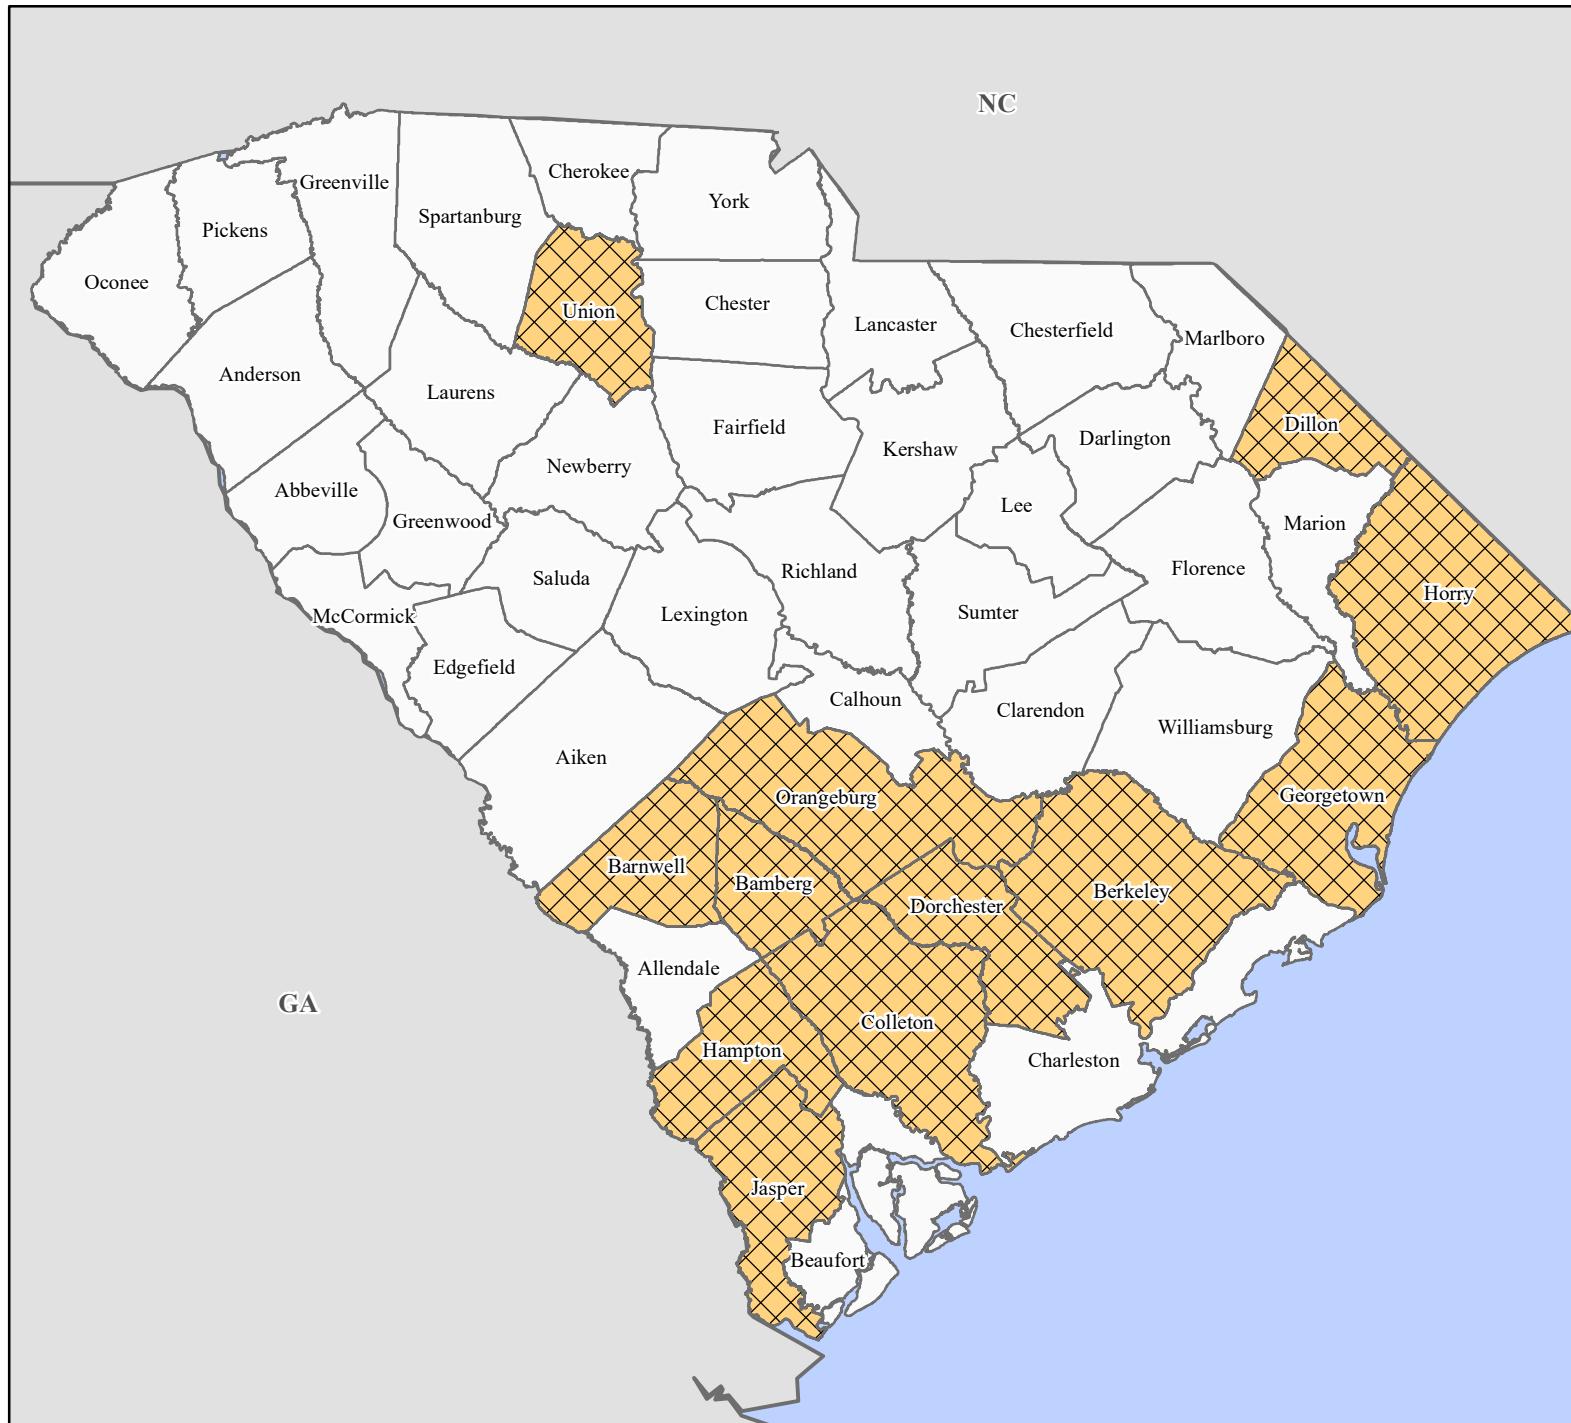 NC
Cherokee
Greenville
York
Spartanburg
Pickens
Oconee
Chester
Union
Lancaster
Chesterfield
Marlboro
Anderson
Laurens
Dillon
Fairfield
Darlington
Kershaw
Newberry
Abbeville
Lee
Greenwood
Marion
Richland
Florence
Saluda
Horry
Sumter
Lexington
McCormick
Edgefield
Calhoun
Clarendon
Williamsburg
Aiken
Orangeburg
Georgetown
Barnwell
Bamberg
Berkeley
Dorchester
Allendale
GA
Colleton
Hampton
Charleston
Jasper
Beaufort